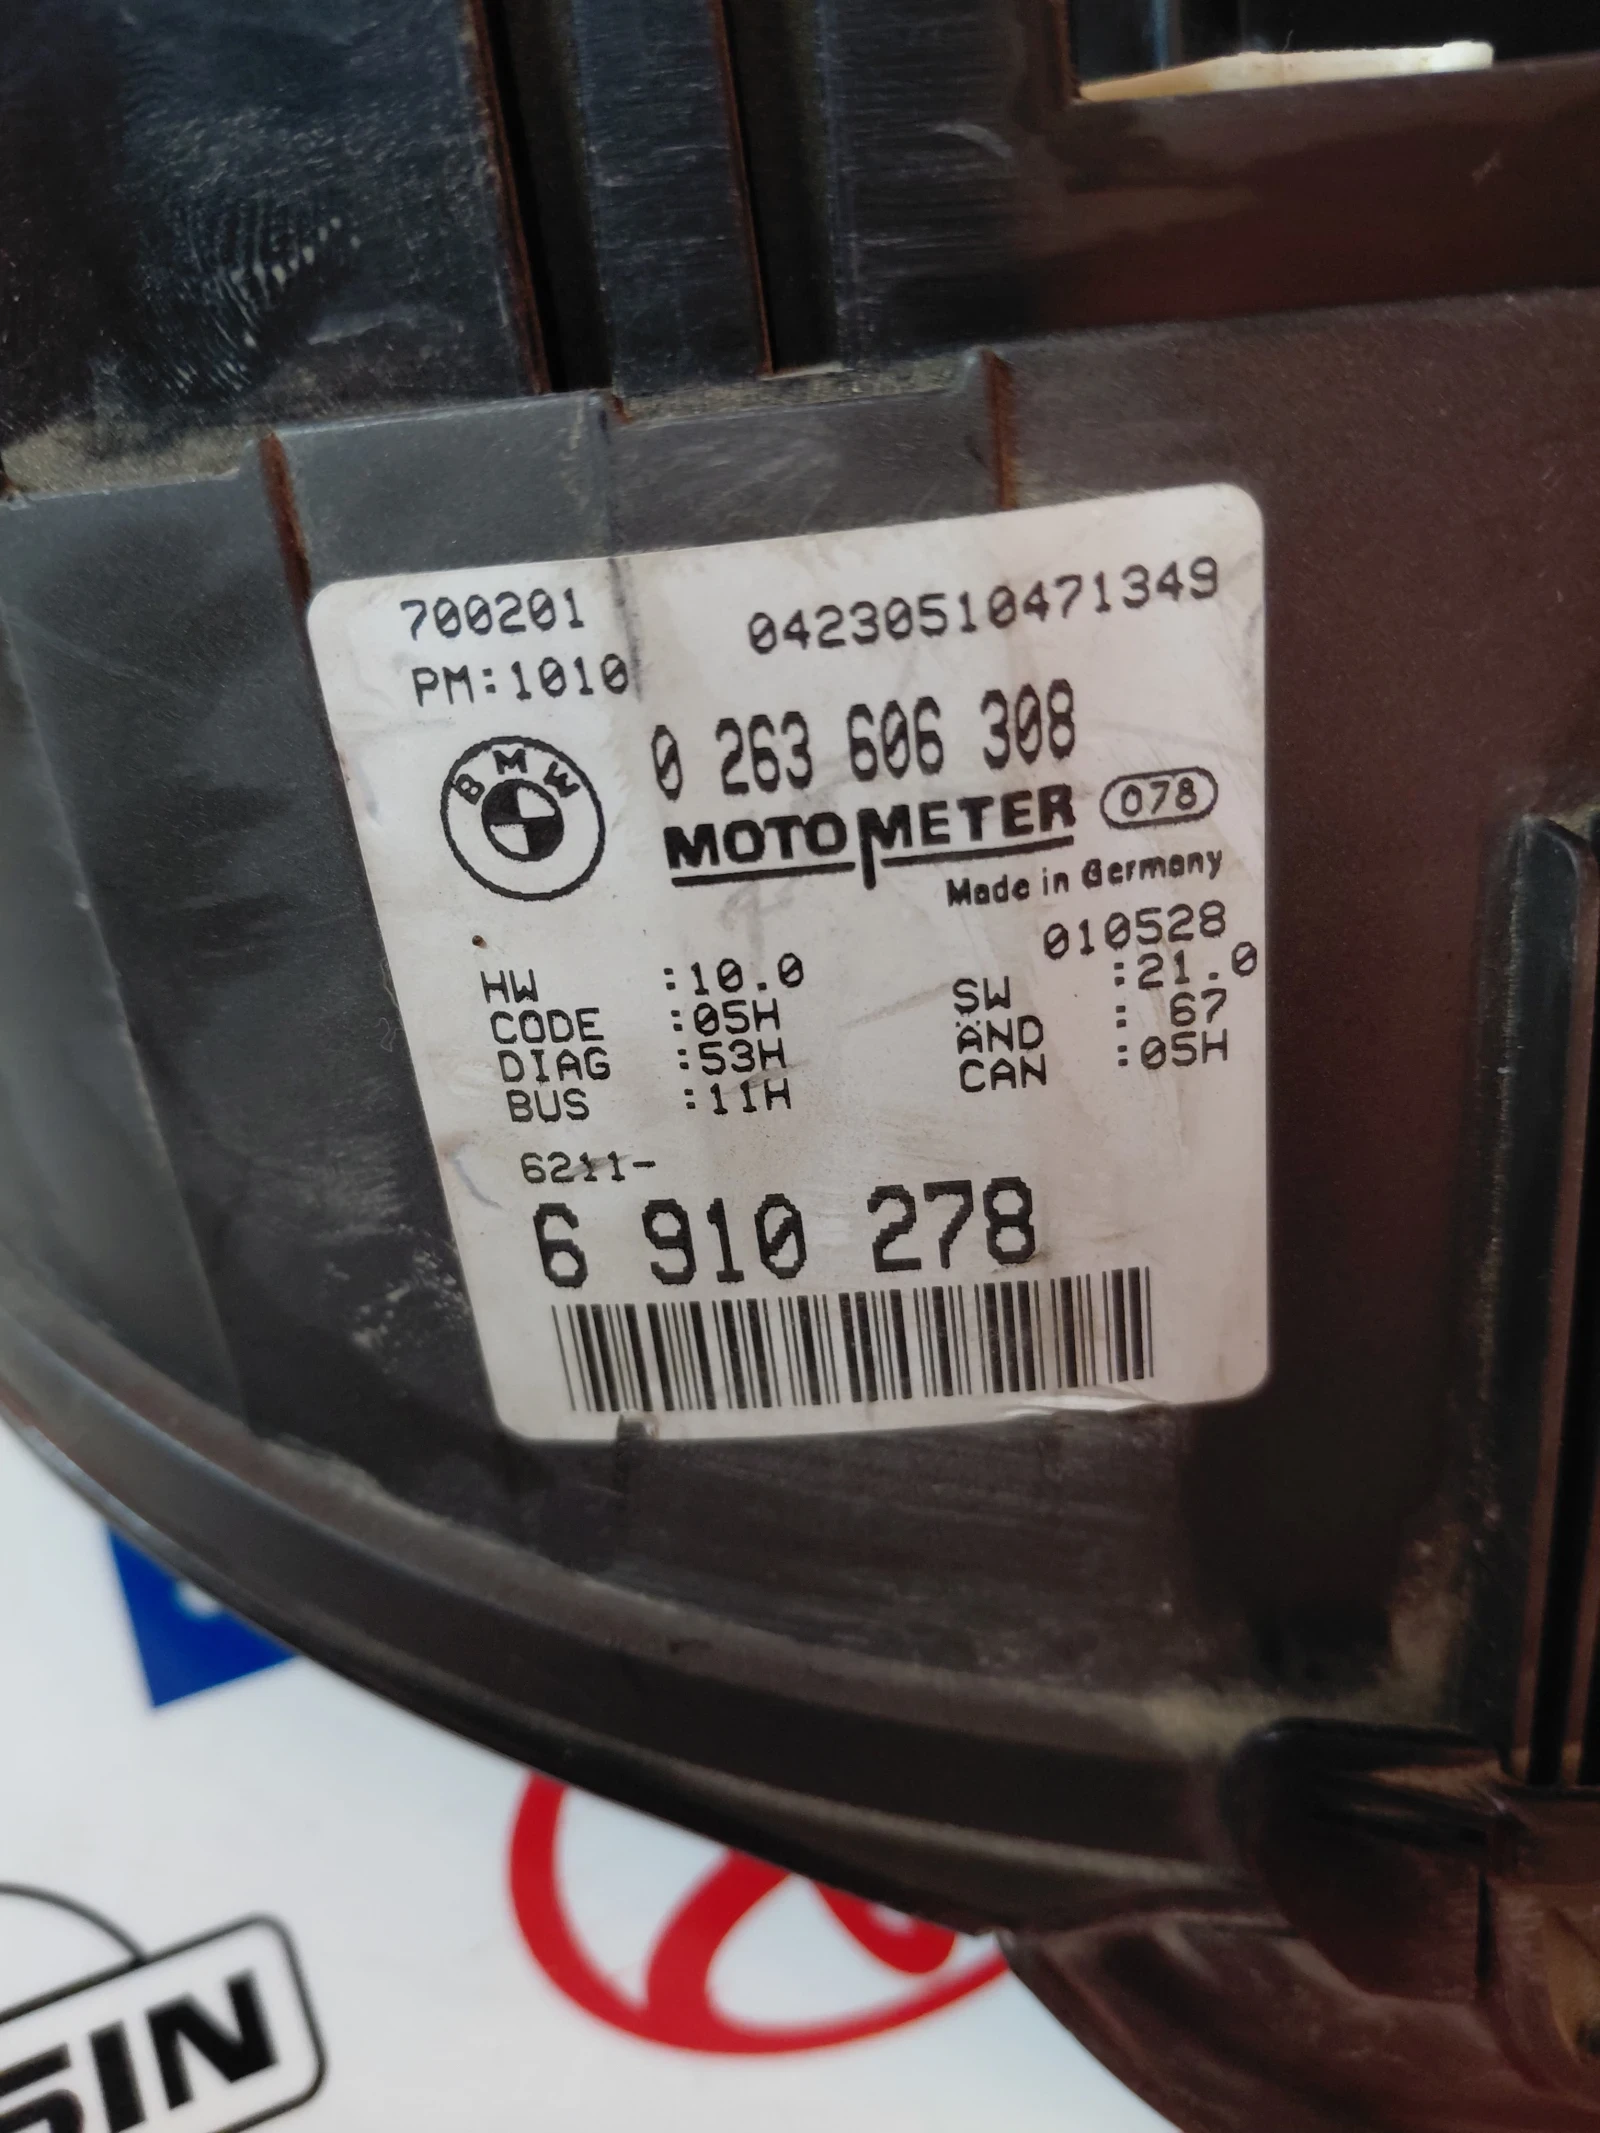 700201
04230510471349
PM:1010
0 263 606 308
BMW
MOTOMETER 078
Made in Germany
010528
HW :10.0 SW :21.0
CODE :05H ÄND : 67
DIAG :53H CAN :05H
BUS :11H
6211-
6 910 278
SIN